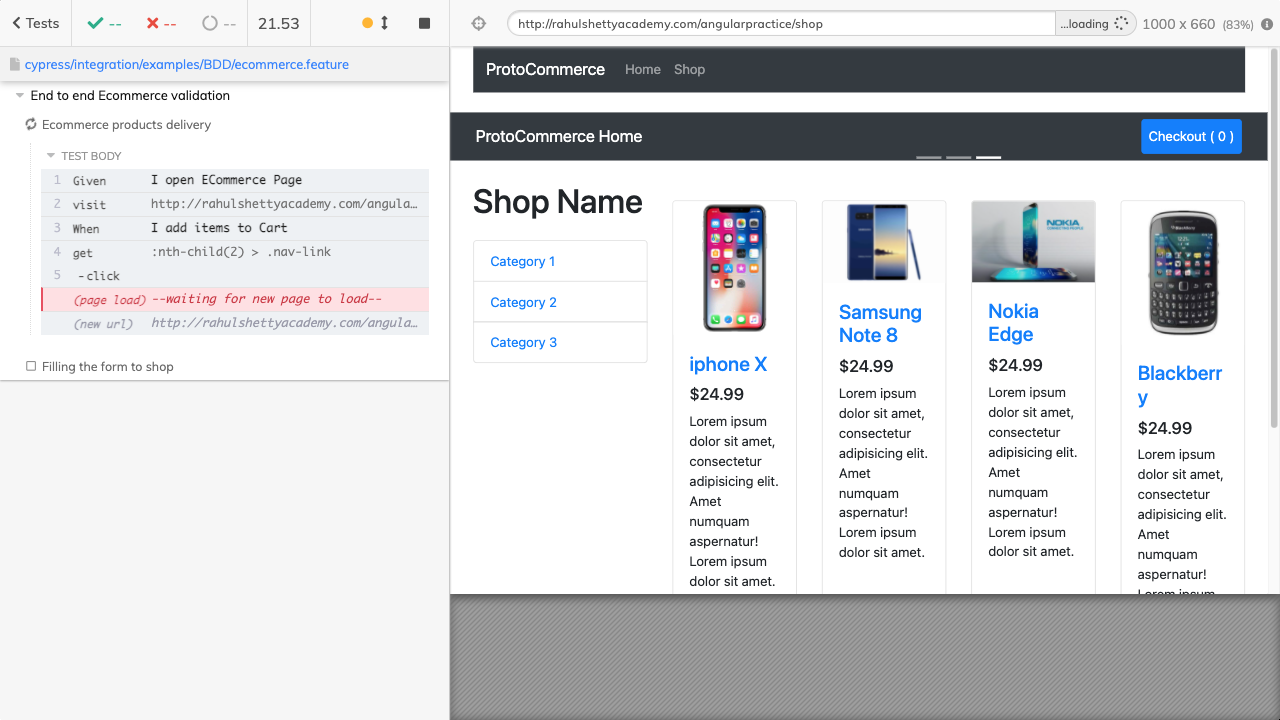 Tests
--
--
--
21.53
http://rahulshettyacademy.com/angularpractice/shop
...loading
1000 x 660 (83%)
cypress/integration/examples/BDD/ecommerce.feature
End to end Ecommerce validation
Ecommerce products delivery
TEST BODY
1 Given I open ECommerce Page
2 visit http://rahulshettyacademy.com/angula...
3 When I add items to Cart
4 get :nth-child(2) > .nav-link
5 -click
(page load) --waiting for new page to load--
(new url) http://rahulshettyacademy.com/angula...
Filling the form to shop
ProtoCommerce Home Shop
ProtoCommerce Home
Checkout ( 0 )
Shop Name
Category 1
Category 2
Category 3
iphone X
$24.99
Lorem ipsum
dolor sit amet,
consectetur
adipisicing elit.
Amet
numquam
aspernatur!
Lorem ipsum
dolor sit amet.
Samsung
Note 8
$24.99
Lorem ipsum
dolor sit amet,
consectetur
adipisicing elit.
Amet
numquam
aspernatur!
Lorem ipsum
dolor sit amet.
NOKIA
Nokia
Edge
$24.99
Lorem ipsum
dolor sit amet,
consectetur
adipisicing elit.
Amet
numquam
aspernatur!
Lorem ipsum
dolor sit amet.
Blackberr
y
$24.99
Lorem ipsum
dolor sit amet,
consectetur
adipisicing elit.
Amet
numquam
aspernatur!
Lorem ipsum